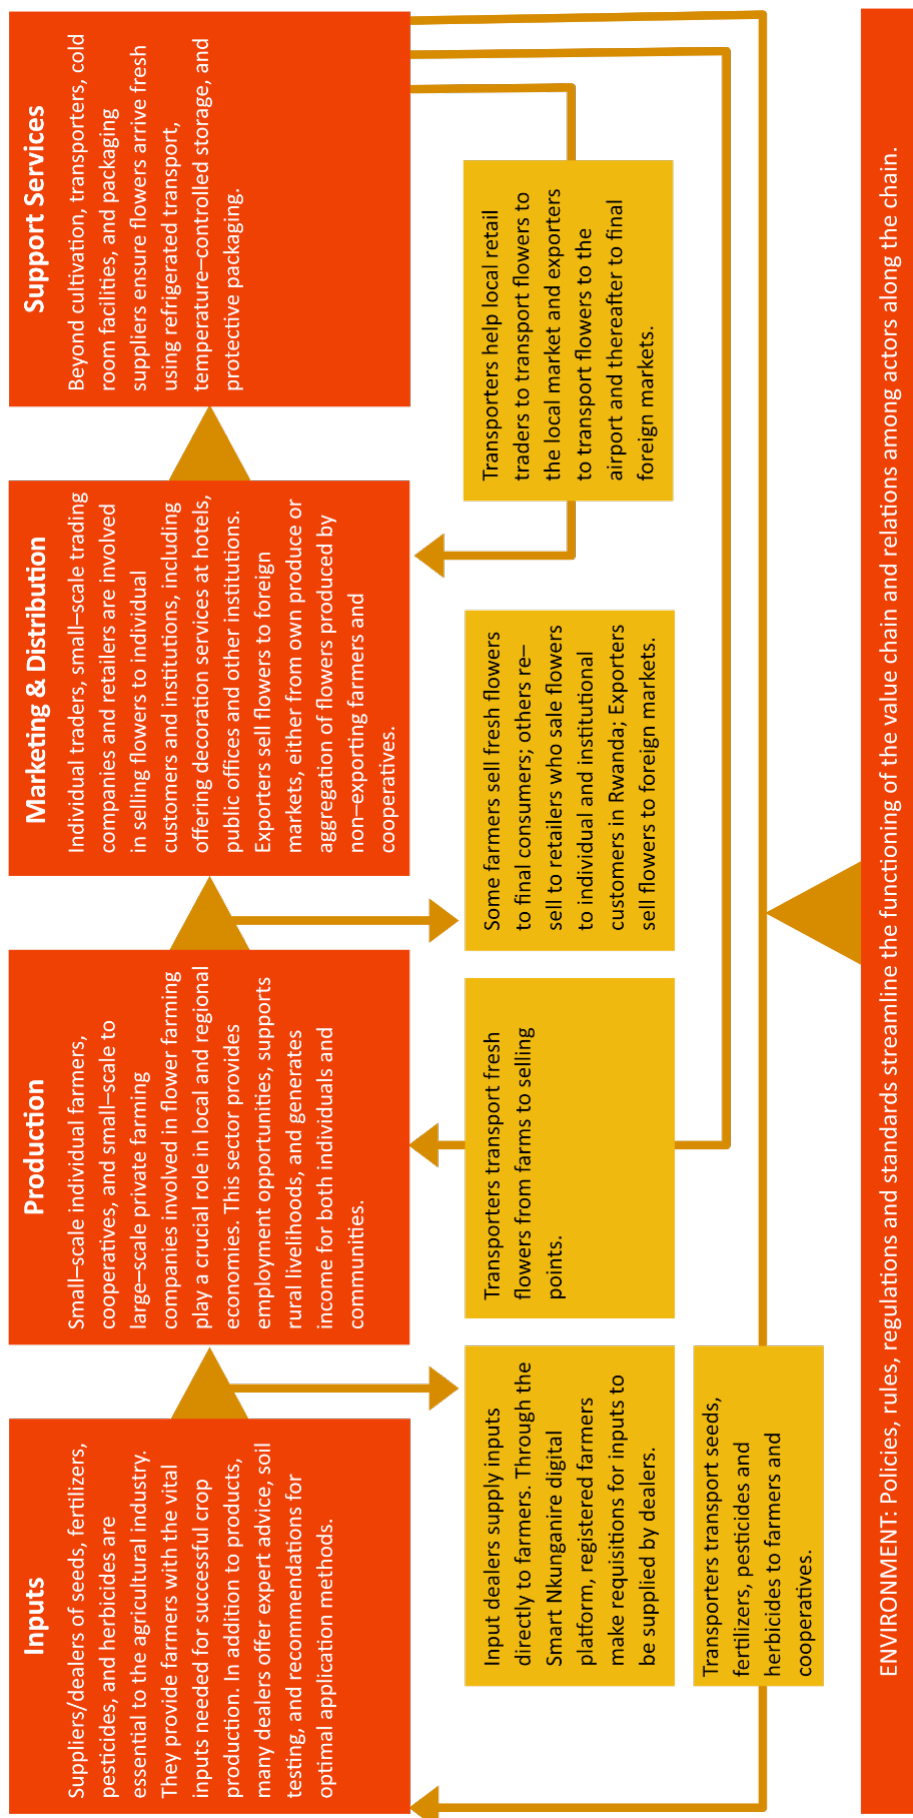 Inputs
Suppliers/dealers of seeds, fertilizers,
pesticides, and herbicides are
essential to the agricultural industry.
They provide farmers with the vital
inputs needed for successful crop
production. In addition to products,
many dealers offer expert advice, soil
testing, and recommendations for
optimal application methods.
Production
Small–scale individual farmers,
cooperatives, and small–scale to
large–scale private farming
companies involved in flower farming
play a crucial role in local and regional
economies. This sector provides
employment opportunities, supports
rural livelihoods, and generates
income for both individuals and
communities.
Marketing & Distribution
Individual traders, small–scale trading
companies and retailers are involved
in selling flowers to individual
customers and institutions, including
offering decoration services at hotels,
public offices and other institutions.
Exporters sell flowers to foreign
markets, either from own produce or
aggregation of flowers produced by
non–exporting farmers and
cooperatives.
Support Services
Beyond cultivation, transporters, cold
room facilities, and packaging
suppliers ensure flowers arrive fresh
using refrigerated transport,
temperature–controlled storage, and
protective packaging.
Input dealers supply inputs
directly to farmers. Through the
Smart Nkunganire digital
platform, registered farmers
make requisitions for inputs to
be supplied by dealers.
Transporters transport fresh
flowers from farms to selling
points.
Some farmers sell fresh flowers
to final consumers; others re–
sell to retailers who sale flowers
to individual and institutional
customers in Rwanda; Exporters
sell flowers to foreign markets.
Transporters help local retail
traders to transport flowers to
the local market and exporters
to transport flowers to the
airport and thereafter to final
foreign markets.
Transporters transport seeds,
fertilizers, pesticides and
herbicides to farmers and
cooperatives.
ENVIRONMENT: Policies, rules, regulations and standards streamline the functioning of the value chain and relations among actors along the chain.